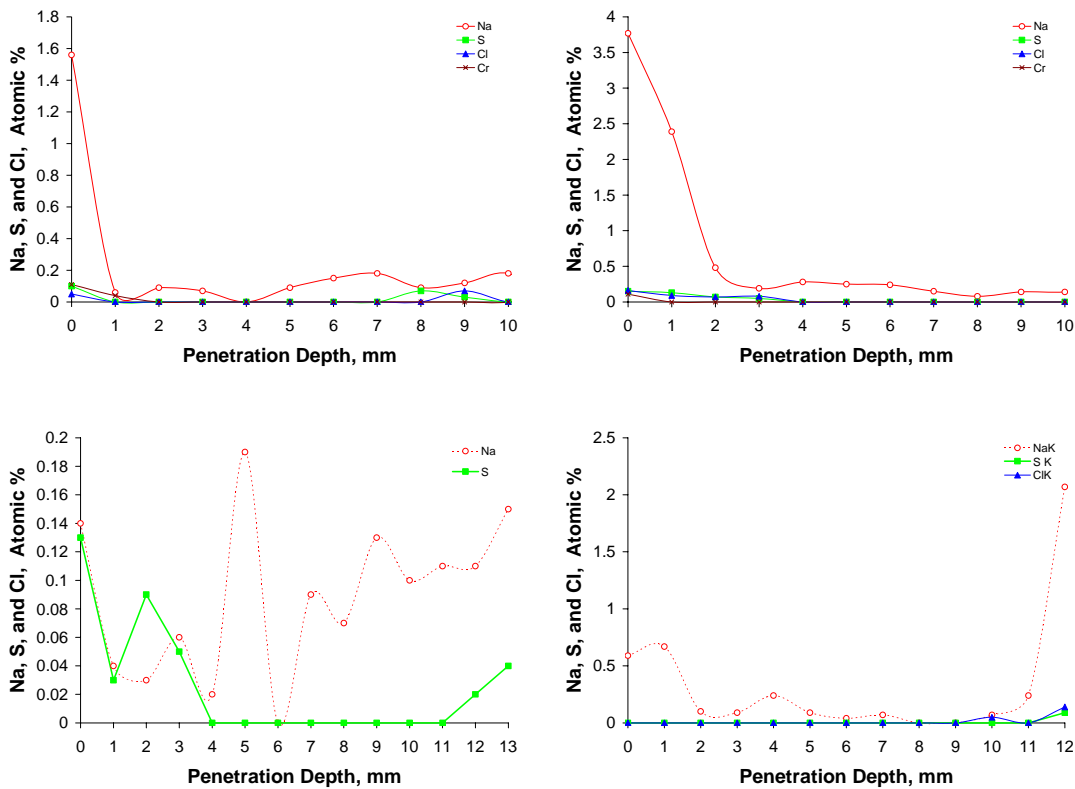 Na, S, and Cl, Atomic %
1.8
1.6
1.4
1.2
1
0.8
0.6
0.4
0.2
0
0 1 2 3 4 5 6 7 8 9 10
Penetration Depth, mm
Na
S
Cl
Cr
Na, S, and Cl, Atomic %
4
3.5
3
2.5
2
1.5
1
0.5
0
0 1 2 3 4 5 6 7 8 9 10
Penetration Depth, mm
Na
S
Cl
Cr
Na, S, and Cl, Atomic %
0.2
0.18
0.16
0.14
0.12
0.1
0.08
0.06
0.04
0.02
0
0 1 2 3 4 5 6 7 8 9 10 11 12 13
Penetration Depth, mm
Na
S
Na, S, and Cl, Atomic %
2.5
2
1.5
1
0.5
0
0 1 2 3 4 5 6 7 8 9 10 11 12
Penetration Depth, mm
NaK
S K
ClK